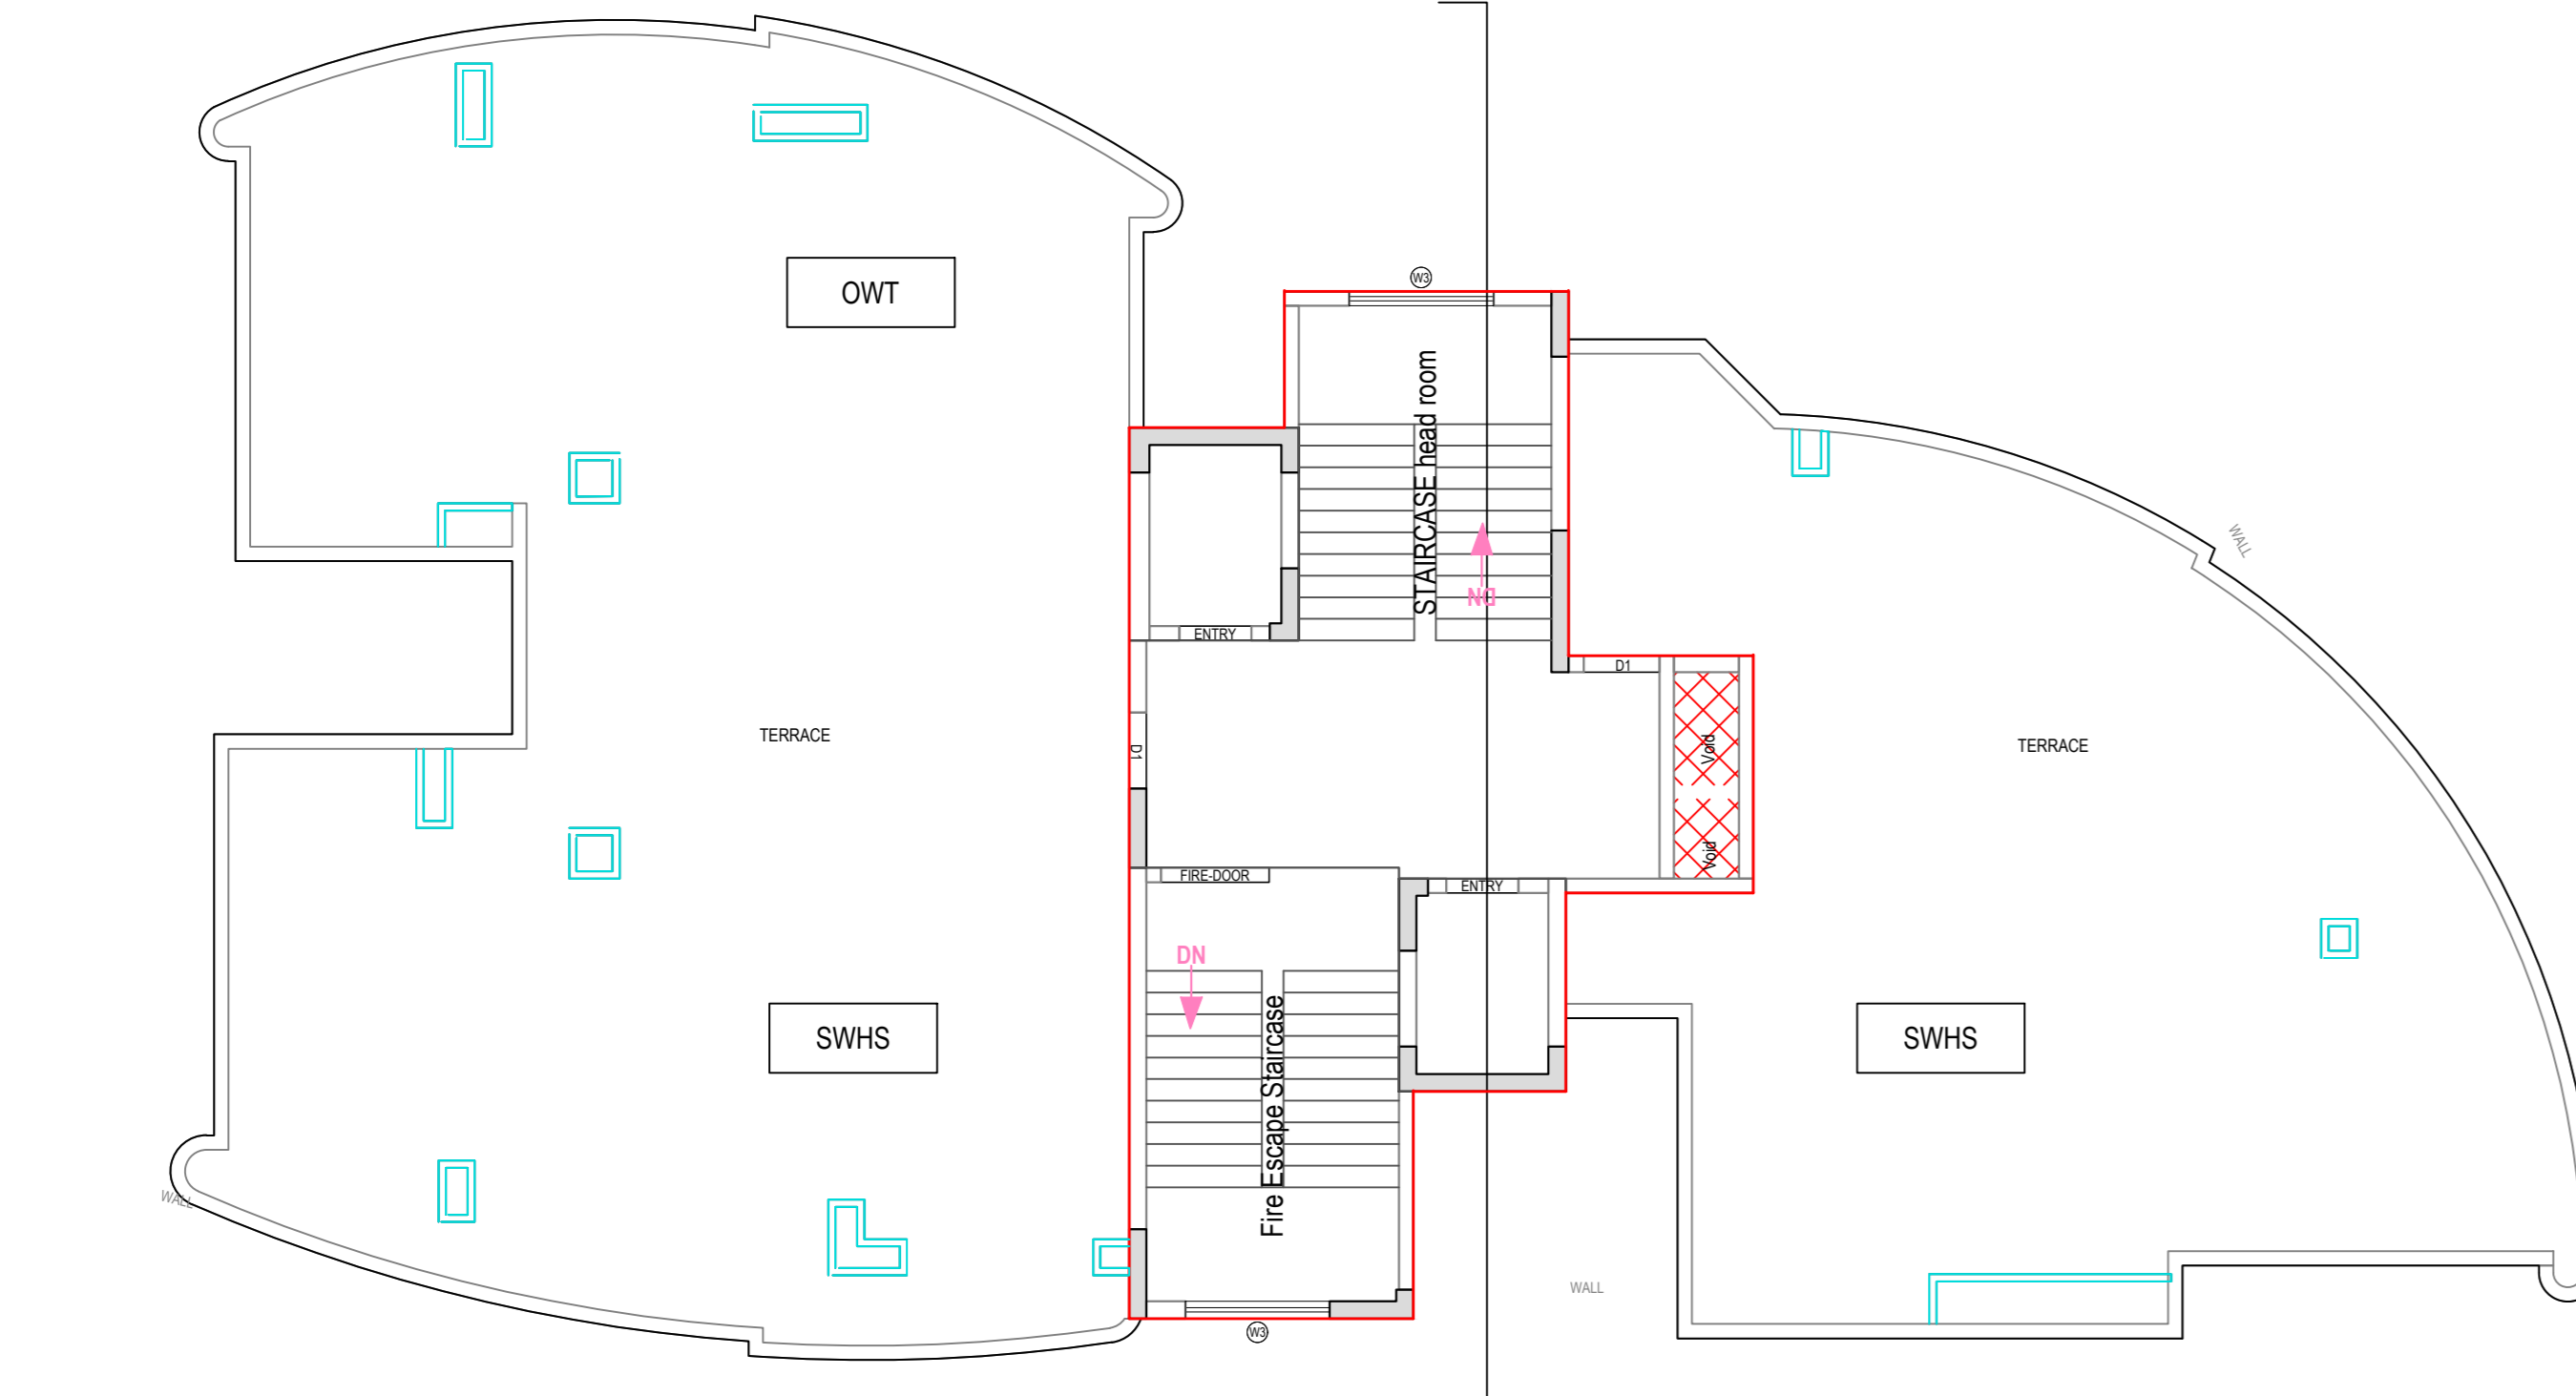 W3
OWT
STAIRCASE head room
DN
WALL
ENTRY
D1
TERRACE
D1
Void
TERRACE
Void
FIRE-DOOR
ENTRY
DN
SWHS
Fire Escape Staircase
SWHS
WALL
WALL
W3